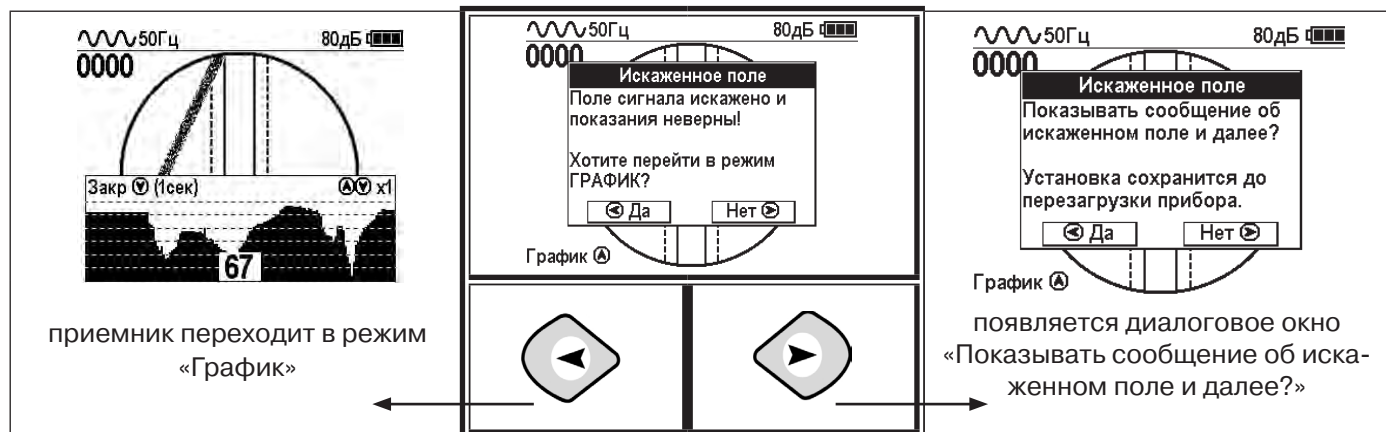 50Гц 80дБ
0000
Закр (1сек) x1
67
приемник переходит в режим
«График»
50Гц 80дБ
0000
Искаженное поле
Поле сигнала искажено и
показания неверны!
Хотите перейти в режим
ГРАФИК?
Да Нет
График
50Гц 80дБ
0000
Искаженное поле
Показывать сообщение об
искаженном поле и далее?
Установка сохранится до
перезагрузки прибора.
Да Нет
График
появляется диалоговое окно
«Показывать сообщение об иска-
женном поле и далее?»